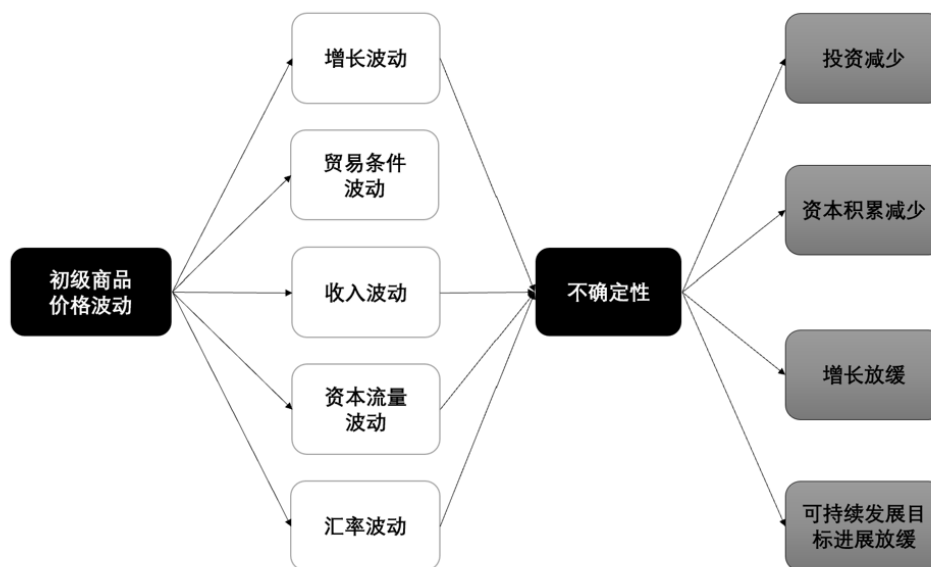 初级商品
价格波动
增长波动
贸易条件
波动
收入波动
资本流量
波动
汇率波动
不确定性
投资减少
资本积累减少
增长放缓
可持续发展目
标进展放缓